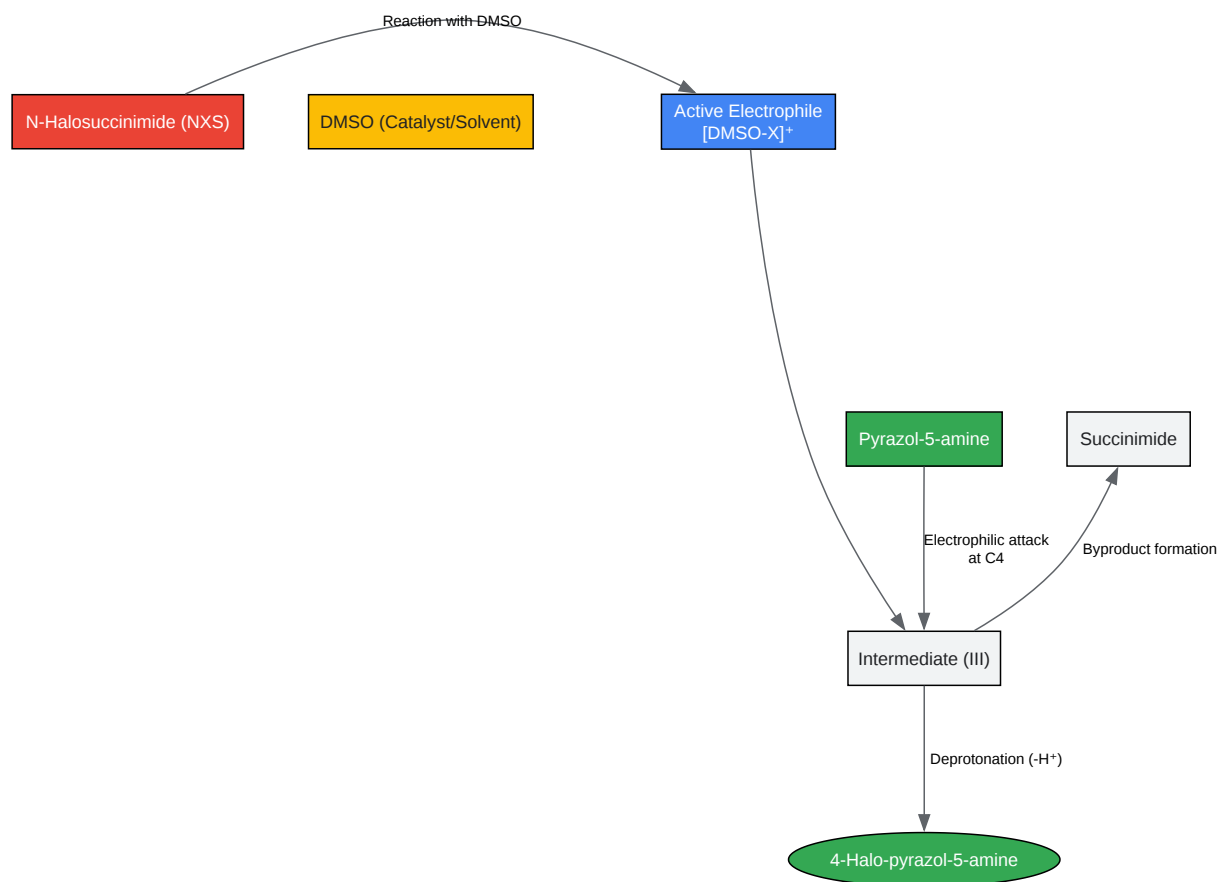 Reaction with DMSO
N-Halosuccinimide (NXS)
DMSO (Catalyst/Solvent)
Active Electrophile
[DMSO-X]⁺
Pyrazol-5-amine
Succinimide
Electrophilic attack
at C4
Byproduct formation
Intermediate (III)
Deprotonation (-H⁺)
4-Halo-pyrazol-5-amine